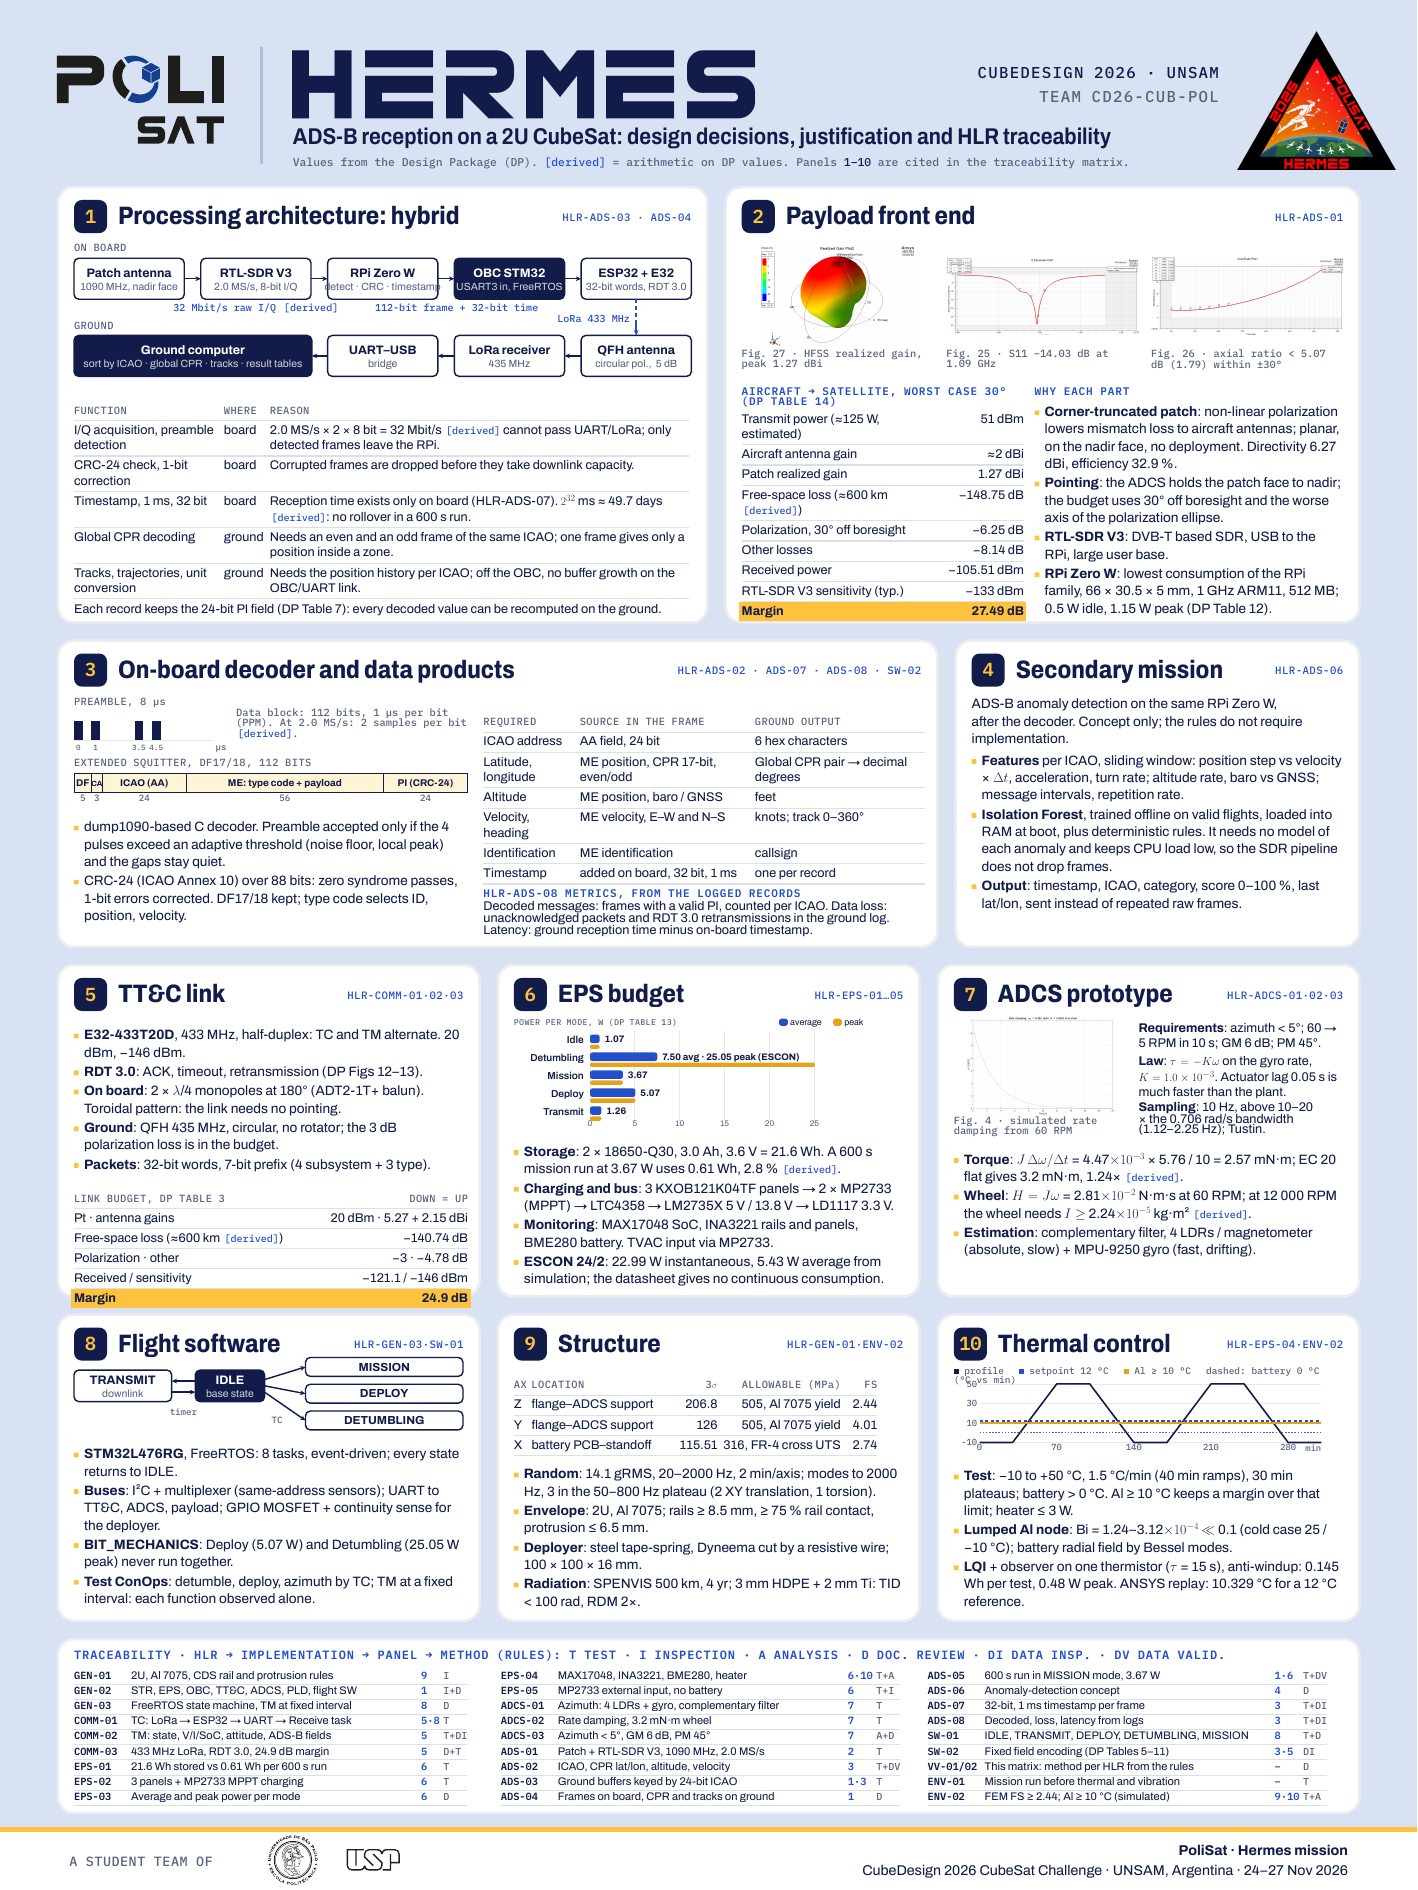 POLI
SAT
HERMES
ADS-B reception on a 2U CubeSat: design decisions, justification and HLR traceability
Values from the Design Package (DP). [derived] = arithmetic on DP values. Panels 1–10 are cited in the traceability matrix.
CUBEDESIGN 2026 · UNSAM
TEAM CD26-CUB-POL
2026
POLISAT
HERMES
1 Processing architecture: hybrid
HLR-ADS-03 · ADS-04
ON BOARD
Patch antenna
1090 MHz, nadir face
RTL-SDR V3
2.0 MS/s, 8-bit I/Q
RPi Zero W
detect · CRC · timestamp
OBC STM32
USART3 in, FreeRTOS
ESP32 + E32
32-bit words, RDT 3.0
32 Mbit/s raw I/Q [derived]
112-bit frame + 32-bit time
LoRa 433 MHz
GROUND
Ground computer
sort by ICAO · global CPR · tracks · result tables
UART–USB
bridge
LoRa receiver
435 MHz
QFH antenna
circular pol., 5 dB
FUNCTION WHERE REASON
I/Q acquisition, preamble detection board 2.0 MS/s × 2 × 8 bit = 32 Mbit/s [derived] cannot pass UART/LoRa; only
detected frames leave the RPi.
CRC-24 check, 1-bit correction board Corrupted frames are dropped before they take downlink capacity.
Timestamp, 1 ms, 32 bit board Reception time exists only on board (HLR-ADS-07). 2³² ms ≈ 49.7 days
[derived]: no rollover in a 600 s run.
Global CPR decoding ground Needs an even and an odd frame of the same ICAO; one frame gives only a
position inside a zone.
Tracks, trajectories, unit conversion ground Needs the position history per ICAO; off the OBC, no buffer growth on the
OBC/UART link.
Each record keeps the 24-bit PI field (DP Table 7): every decoded value can be recomputed on the ground.
2 Payload front end
HLR-ADS-01
Fig. 27 · HFSS realized gain,
peak 1.27 dBi
Fig. 25 · S11 −14.03 dB at
1.09 GHz
Fig. 26 · axial ratio < 5.07
dB (1.79) within ±30°
AIRCRAFT → SATELLITE, WORST CASE 30°
(DP TABLE 14)
Transmit power (≈125 W, estimated) 51 dBm
Aircraft antenna gain ≈2 dBi
Patch realized gain 1.27 dBi
Free-space loss (≈600 km [derived]) −148.75 dB
Polarization, 30° off boresight −6.25 dB
Other losses −8.14 dB
Received power −105.51 dBm
RTL-SDR V3 sensitivity (typ.) −133 dBm
Margin 27.49 dB
WHY EACH PART
Corner-truncated patch: non-linear polarization
lowers mismatch loss to aircraft antennas; planar,
on the nadir face, no deployment. Directivity 6.27
dBi, efficiency 32.9 %.
Pointing: the ADCS holds the patch face to nadir;
the budget uses 30° off boresight and the worse
axis of the polarization ellipse.
RTL-SDR V3: DVB-T based SDR, USB to the
RPi, large user base.
RPi Zero W: lowest consumption of the RPi
family, 66 × 30.5 × 5 mm, 1 GHz ARM11, 512 MB;
0.5 W idle, 1.15 W peak (DP Table 12).
3 On-board decoder and data products
HLR-ADS-02 · ADS-07 · ADS-08 · SW-02
PREAMBLE, 8 µs
0 1 3.5 4.5 µs
Data block: 112 bits, 1 µs per bit
(PPM). At 2.0 MS/s: 2 samples per bit
[derived].
EXTENDED SQUITTER, DF17/18, 112 BITS
DF CA ICAO (AA) ME: type code + payload PI (CRC-24)
5 3 24 56 24
dump1090-based C decoder. Preamble accepted only if the 4
pulses exceed an adaptive threshold (noise floor, local peak)
and the gaps stay quiet.
CRC-24 (ICAO Annex 10) over 88 bits: zero syndrome passes,
1-bit errors corrected. DF17/18 kept; type code selects ID,
position, velocity.
REQUIRED SOURCE IN THE FRAME GROUND OUTPUT
ICAO address AA field, 24 bit 6 hex characters
Latitude, longitude ME position, CPR 17-bit, even/odd Global CPR pair → decimal degrees
Altitude ME position, baro / GNSS feet
Velocity, heading ME velocity, E–W and N–S knots; track 0–360°
Identification ME identification callsign
Timestamp added on board, 32 bit, 1 ms one per record
HLR-ADS-08 METRICS, FROM THE LOGGED RECORDS
Decoded messages: frames with a valid PI, counted per ICAO. Data loss:
unacknowledged packets and RDT 3.0 retransmissions in the ground log.
Latency: ground reception time minus on-board timestamp.
4 Secondary mission
HLR-ADS-06
ADS-B anomaly detection on the same RPi Zero W,
after the decoder. Concept only; the rules do not require
implementation.
Features per ICAO, sliding window: position step vs velocity
× Δt, acceleration, turn rate; altitude rate, baro vs GNSS;
message intervals, repetition rate.
Isolation Forest, trained offline on valid flights, loaded into
RAM at boot, plus deterministic rules. It needs no model of
each anomaly and keeps CPU load low, so the SDR pipeline
does not drop frames.
Output: timestamp, ICAO, category, score 0–100 %, last
lat/lon, sent instead of repeated raw frames.
5 TT&C link
HLR-COMM-01·02·03
E32-433T20D, 433 MHz, half-duplex: TC and TM alternate. 20
dBm, −146 dBm.
RDT 3.0: ACK, timeout, retransmission (DP Figs 12–13).
On board: 2 × λ/4 monopoles at 180° (ADT2-1T+ balun).
Toroidal pattern: the link needs no pointing.
Ground: QFH 435 MHz, circular, no rotator; the 3 dB
polarization loss is in the budget.
Packets: 32-bit words, 7-bit prefix (4 subsystem + 3 type).
LINK BUDGET, DP TABLE 3 DOWN = UP
Pt · antenna gains 20 dBm · 5.27 + 2.15 dBi
Free-space loss (≈600 km [derived]) −140.74 dB
Polarization · other −3 · −4.78 dB
Received / sensitivity −121.1 / −146 dBm
Margin 24.9 dB
6 EPS budget
HLR-EPS-01…05
POWER PER MODE, W (DP TABLE 13)
average peak
Idle 1.07
Detumbling 7.50 avg · 25.05 peak (ESCON)
Mission 3.67
Deploy 5.07
Transmit 1.26
0 5 10 15 20 25
Storage: 2 × 18650-Q30, 3.0 Ah, 3.6 V = 21.6 Wh. A 600 s
mission run at 3.67 W uses 0.61 Wh, 2.8 % [derived].
Charging and bus: 3 KXOB121K04TF panels → 2 × MP2733
(MPPT) → LTC4358 → LM2735X 5 V / 13.8 V → LD1117 3.3 V.
Monitoring: MAX17048 SoC, INA3221 rails and panels,
BME280 battery. TVAC input via MP2733.
ESCON 24/2: 22.99 W instantaneous, 5.43 W average from
simulation; the datasheet gives no continuous consumption.
7 ADCS prototype
HLR-ADCS-01·02·03
Fig. 4 · simulated rate
damping from 60 RPM
Requirements: azimuth < 5°; 60 →
5 RPM in 10 s; GM 6 dB; PM 45°.
Law: τ = −Kω on the gyro rate,
K = 1.0 × 10⁻³. Actuator lag 0.05 s is
much faster than the plant.
Sampling: 10 Hz, above 10–20
× the 0.706 rad/s bandwidth
(1.12–2.25 Hz); Tustin.
Torque: J Δω/Δt = 4.47×10⁻³ × 5.76 / 10 = 2.57 mN·m; EC 20
flat gives 3.2 mN·m, 1.24× [derived].
Wheel: H = Jω = 2.81×10⁻² N·m·s at 60 RPM; at 12 000 RPM
the wheel needs I ≥ 2.24×10⁻⁵ kg·m² [derived].
Estimation: complementary filter, 4 LDRs / magnetometer
(absolute, slow) + MPU-9250 gyro (fast, drifting).
8 Flight software
HLR-GEN-03·SW-01
TRANSMIT
downlink
IDLE
base state
MISSION
DEPLOY
DETUMBLING
timer
TC
STM32L476RG, FreeRTOS: 8 tasks, event-driven; every state
returns to IDLE.
Buses: I²C + multiplexer (same-address sensors); UART to
TT&C, ADCS, payload; GPIO MOSFET + continuity sense for
the deployer.
BIT_MECHANICS: Deploy (5.07 W) and Detumbling (25.05 W
peak) never run together.
Test ConOps: detumble, deploy, azimuth by TC; TM at a fixed
interval: each function observed alone.
9 Structure
HLR-GEN-01·ENV-02
AX LOCATION 3σ ALLOWABLE (MPa) FS
Z flange–ADCS support 206.8 505, Al 7075 yield 2.44
Y flange–ADCS support 126 505, Al 7075 yield 4.01
X battery PCB–standoff 115.51 316, FR-4 cross UTS 2.74
Random: 14.1 gRMS, 20–2000 Hz, 2 min/axis; modes to 2000
Hz, 3 in the 50–800 Hz plateau (2 XY translation, 1 torsion).
Envelope: 2U, Al 7075; rails ≥ 8.5 mm, ≥ 75 % rail contact,
protrusion ≤ 6.5 mm.
Deployer: steel tape-spring, Dyneema cut by a resistive wire;
100 × 100 × 16 mm.
Radiation: SPENVIS 500 km, 4 yr; 3 mm HDPE + 2 mm Ti: TID
< 100 rad, RDM 2×.
10 Thermal control
HLR-EPS-04·ENV-02
profile setpoint 12 °C Al ≥ 10 °C dashed: battery 0 °C
(°C vs min)
50
30
10
-10
0 70 140 210 280 min
Test: −10 to +50 °C, 1.5 °C/min (40 min ramps), 30 min
plateaus; battery > 0 °C. Al ≥ 10 °C keeps a margin over that
limit; heater ≤ 3 W.
Lumped Al node: Bi = 1.24–3.12×10⁻⁴ ≪ 0.1 (cold case 25 /
−10 °C); battery radial field by Bessel modes.
LQI + observer on one thermistor (τ = 15 s), anti-windup: 0.145
Wh per test, 0.48 W peak. ANSYS replay: 10.329 °C for a 12 °C
reference.
TRACEABILITY · HLR → IMPLEMENTATION → PANEL → METHOD (RULES): T TEST · I INSPECTION · A ANALYSIS · D DOC. REVIEW · DI DATA INSP. · DV DATA VALID.
GEN-01 2U, Al 7075, CDS rail and protrusion rules 9 I
GEN-02 STR, EPS, OBC, TT&C, ADCS, PLD, flight SW 1 I+D
GEN-03 FreeRTOS state machine, TM at fixed interval 8 D
COMM-01 TC: LoRa → ESP32 → UART → Receive task 5·8 T
COMM-02 TM: state, V/I/SoC, attitude, ADS-B fields 5 T+DI
COMM-03 433 MHz LoRa, RDT 3.0, 24.9 dB margin 5 D+T
EPS-01 21.6 Wh stored vs 0.61 Wh per 600 s run 6 T
EPS-02 3 panels + MP2733 MPPT charging 6 T
EPS-03 Average and peak power per mode 6 D
EPS-04 MAX17048, INA3221, BME280, heater 6·10 T+A
EPS-05 MP2733 external input, no battery 6 T+I
ADCS-01 Azimuth: 4 LDRs + gyro, complementary filter 7 T
ADCS-02 Rate damping, 3.2 mN·m wheel 7 T
ADCS-03 Azimuth < 5°, GM 6 dB, PM 45° 7 A+D
ADS-01 Patch + RTL-SDR V3, 1090 MHz, 2.0 MS/s 2 T
ADS-02 ICAO, CPR lat/lon, altitude, velocity 3 T+DV
ADS-03 Ground buffers keyed by 24-bit ICAO 1·3 T
ADS-04 Frames on board, CPR and tracks on ground 1 D
ADS-05 600 s run in MISSION mode, 3.67 W 1·6 T+DV
ADS-06 Anomaly-detection concept 4 D
ADS-07 32-bit, 1 ms timestamp per frame 3 T+DI
ADS-08 Decoded, loss, latency from logs 3 T+DI
SW-01 IDLE, TRANSMIT, DEPLOY, DETUMBLING, MISSION 8 T+D
SW-02 Fixed field encoding (DP Tables 5–11) 3·5 DI
VV-01/02 This matrix: method per HLR from the rules – D
ENV-01 Mission run before thermal and vibration – T
ENV-02 FEM FS ≥ 2.44; Al ≥ 10 °C (simulated) 9·10 T+A
A STUDENT TEAM OF
USP
PoliSat · Hermes mission
CubeDesign 2026 CubeSat Challenge · UNSAM, Argentina · 24–27 Nov 2026